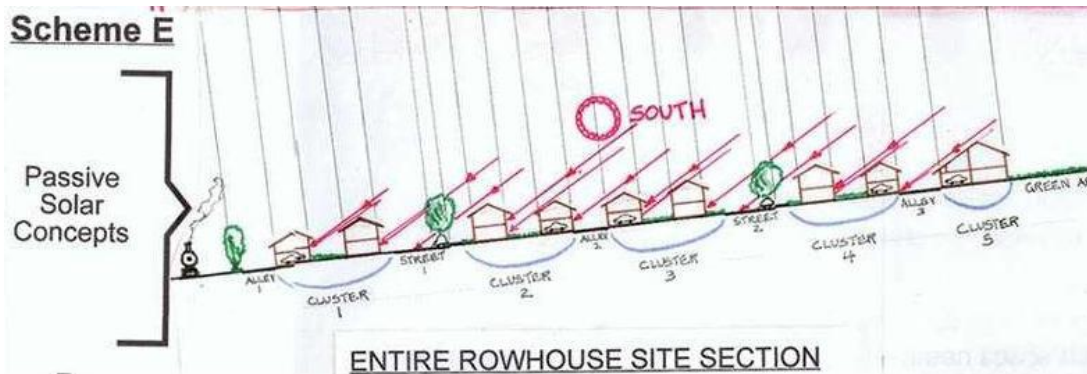 Scheme E
Passive
Solar
Concepts
SOUTH
ALLEY
1
CLUSTER
1
STREET
1
CLUSTER
2
ALLEY
2
CLUSTER
3
STREET
2
CLUSTER
4
ALLEY
3
CLUSTER
5
GREEN
ENTIRE ROWHOUSE SITE SECTION